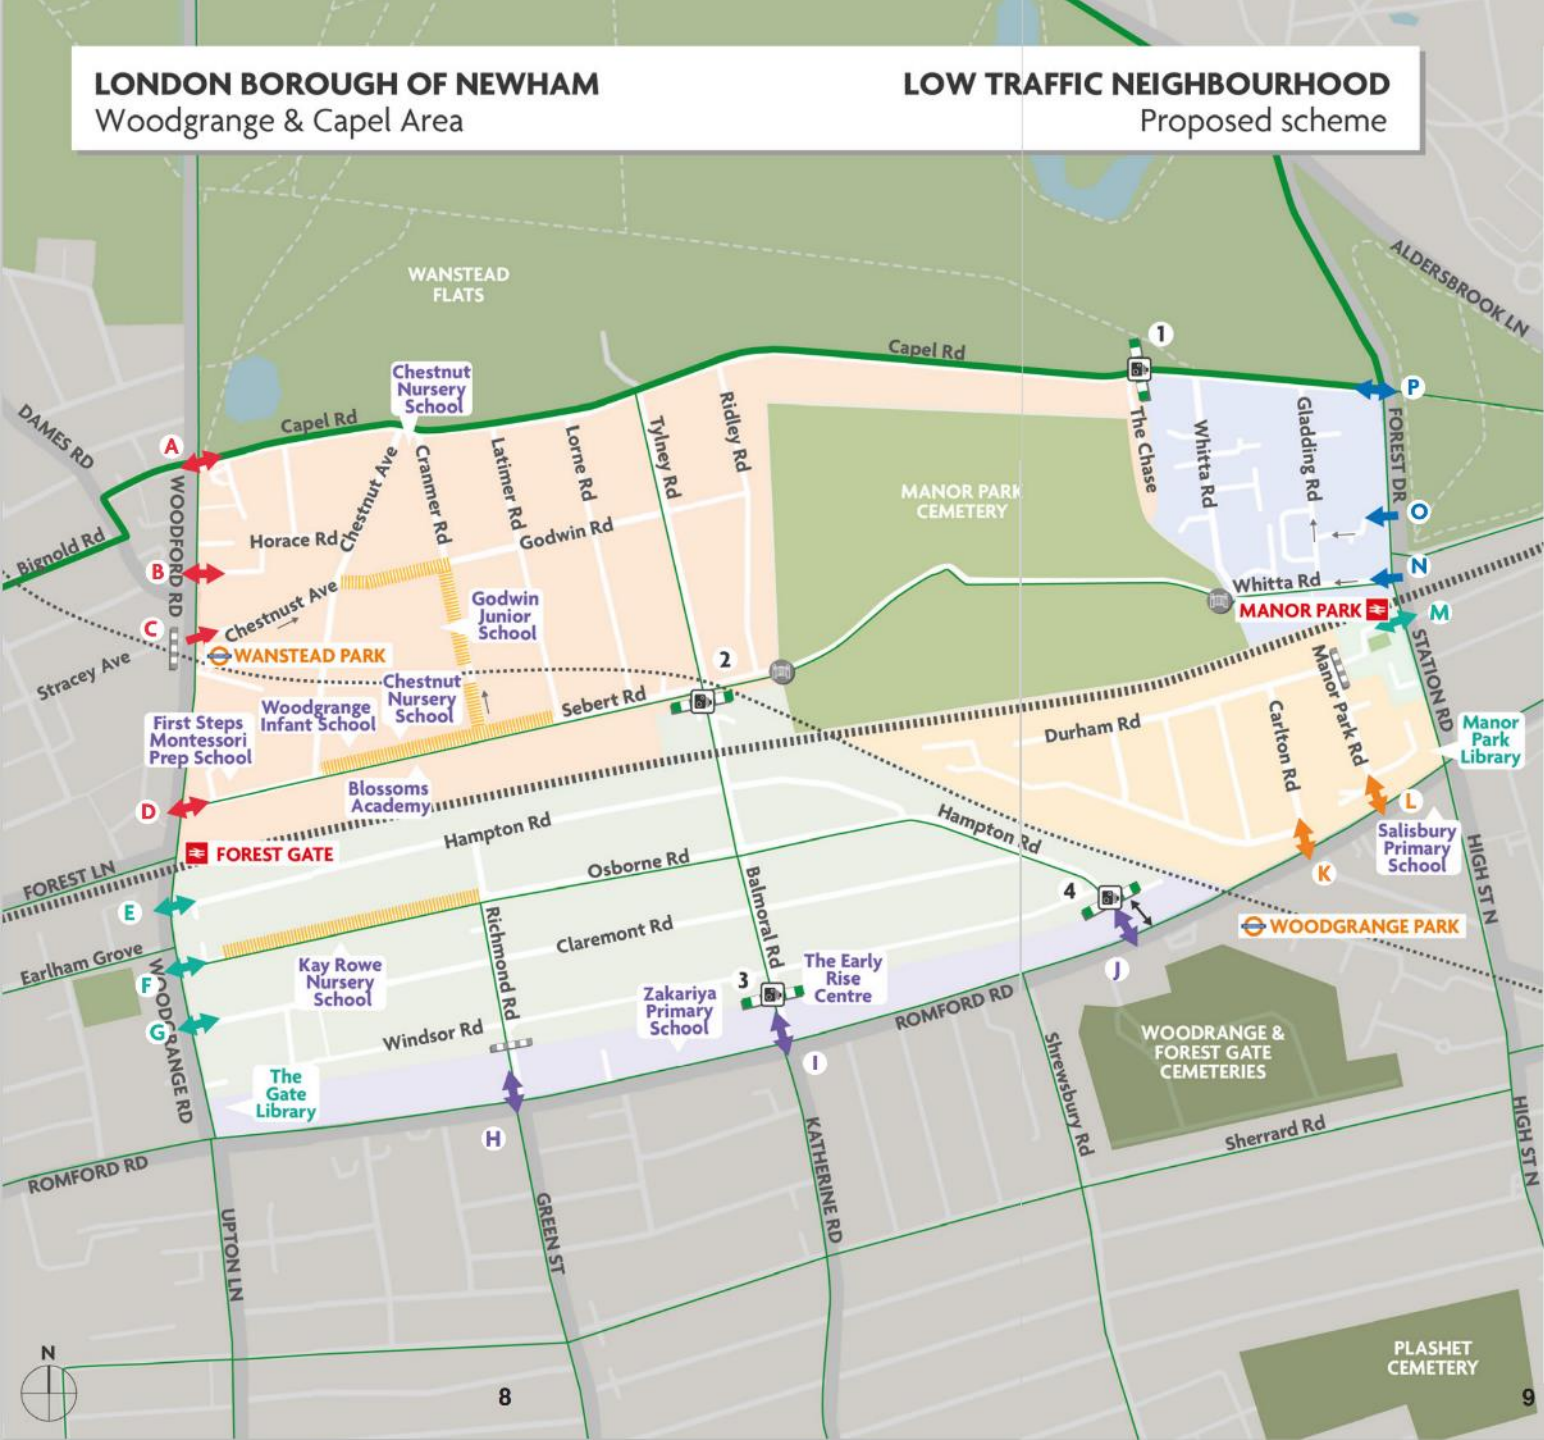 LONDON BOROUGH OF NEWHAM
Woodgrange & Capel Area
LOW TRAFFIC NEIGHBOURHOOD
Proposed scheme
ALDERSBROOK LN
WANSTEAD
FLATS
1
Capel Rd
P
Chestnut
Nursery
School
DAMES RD
Capel Rd
A
WOODFORD RD
Chestnut Ave
Cranmer Rd
Latimer Rd
Lorne Rd
Tylney Rd
Ridley Rd
The Chase
Whitta Rd
Gladding Rd
FOREST DR
MANOR PARK
CEMETERY
O
Horace Rd
Godwin Rd
Bignold Rd
B
N
Whitta Rd
Chestnust Ave
Godwin
Junior
School
MANOR PARK
M
C
Stracey Ave
WANSTEAD PARK
2
STATION RD
Manor Park Rd
Chestnut
Nursery
School
Sebert Rd
Woodgrange
Infant School
First Steps
Montessori
Prep School
Durham Rd
Carlton Rd
Manor
Park
Library
Blossoms
Academy
D
L
Hampton Rd
Hampton Rd
Salisbury
Primary
School
HIGH ST N
FOREST GATE
FOREST LN
Osborne Rd
K
E
4
Balmoral Rd
Richmond Rd
Claremont Rd
WOODGRANGE PARK
Earlham Grove
F
Kay Rowe
Nursery
School
3
The Early
Rise
Centre
J
Zakariya
Primary
School
ROMFORD RD
G
WOODGRANGE RD
Windsor Rd
WOODRANGE &
FOREST GATE
CEMETERIES
I
Shrewsbury Rd
The
Gate
Library
H
KATHERINE RD
Sherrard Rd
HIGH ST N
ROMFORD RD
UPTON LN
GREEN ST
N
PLASHET
CEMETERY
8
9